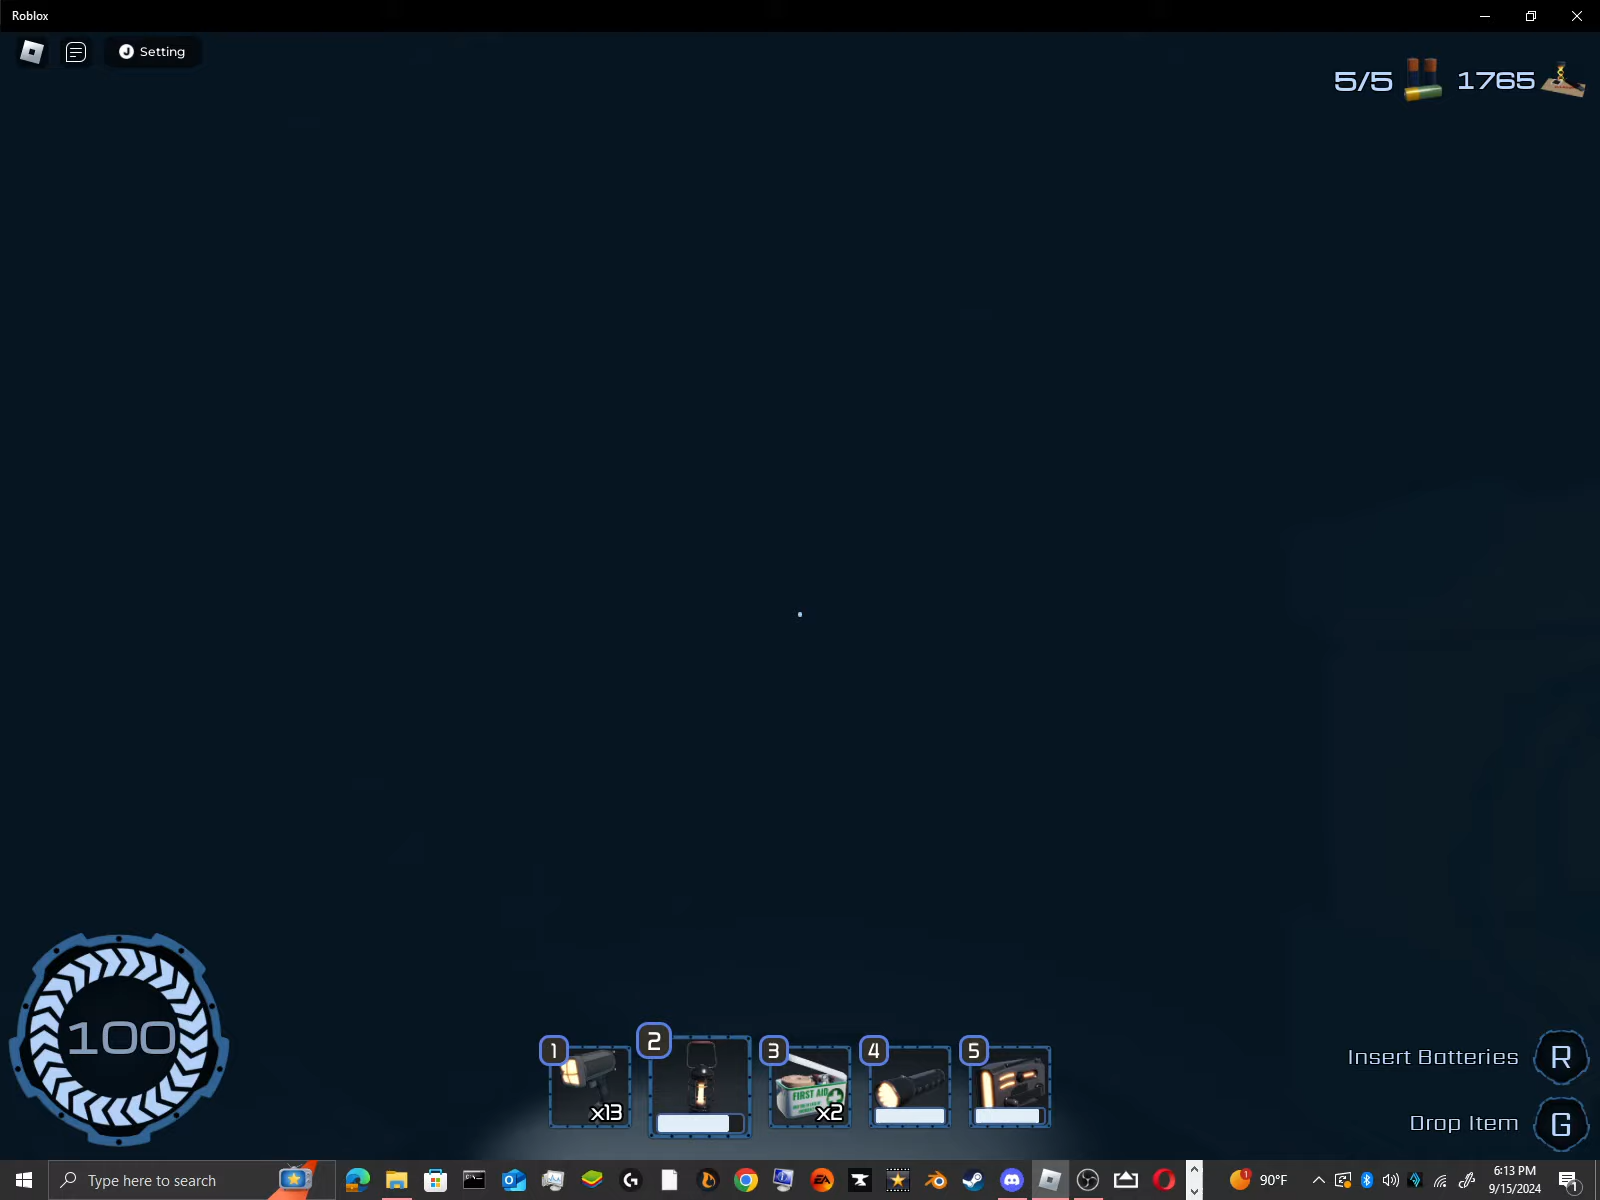 Roblox
Setting
5/5 1765
100
1
x13
2
3
FIRST AID
x2
4
5
Insert Batteries R
Drop Item G
Type here to search
90°F
6:13 PM
9/15/2024